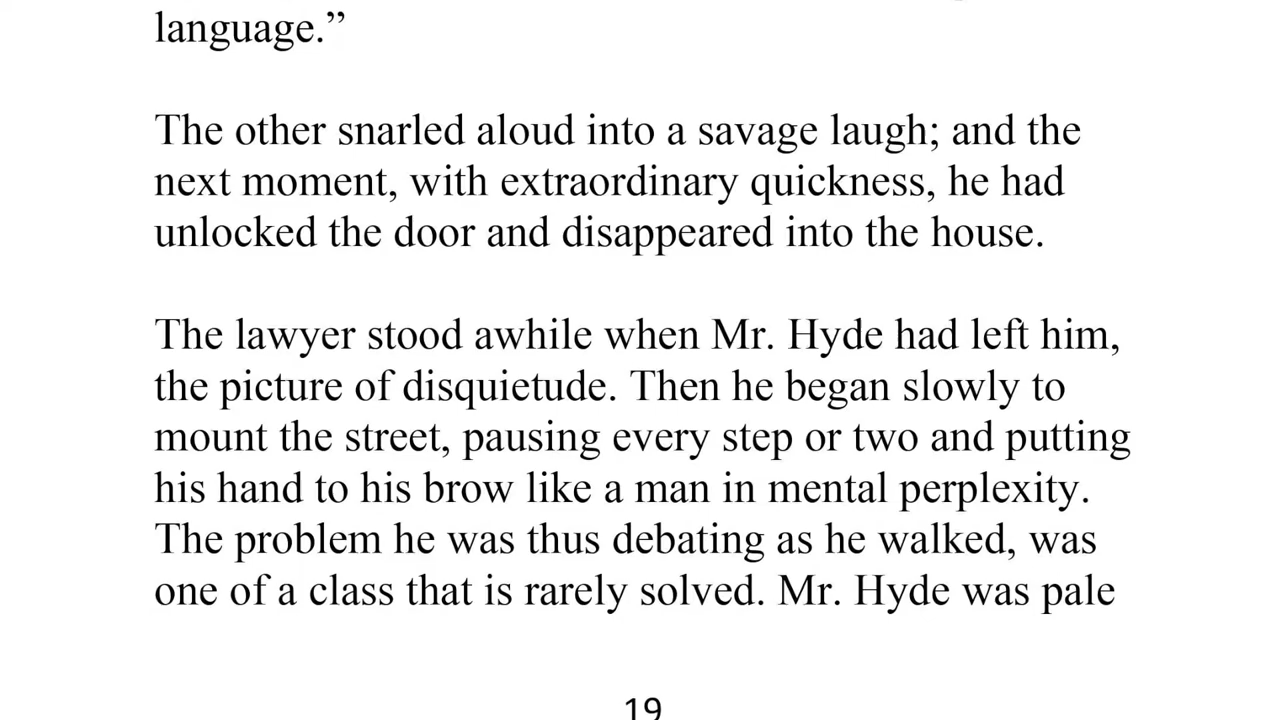 language.”
The other snarled aloud into a savage laugh; and the
next moment, with extraordinary quickness, he had
unlocked the door and disappeared into the house.
The lawyer stood awhile when Mr. Hyde had left him,
the picture of disquietude. Then he began slowly to
mount the street, pausing every step or two and putting
his hand to his brow like a man in mental perplexity.
The problem he was thus debating as he walked, was
one of a class that is rarely solved. Mr. Hyde was pale
19